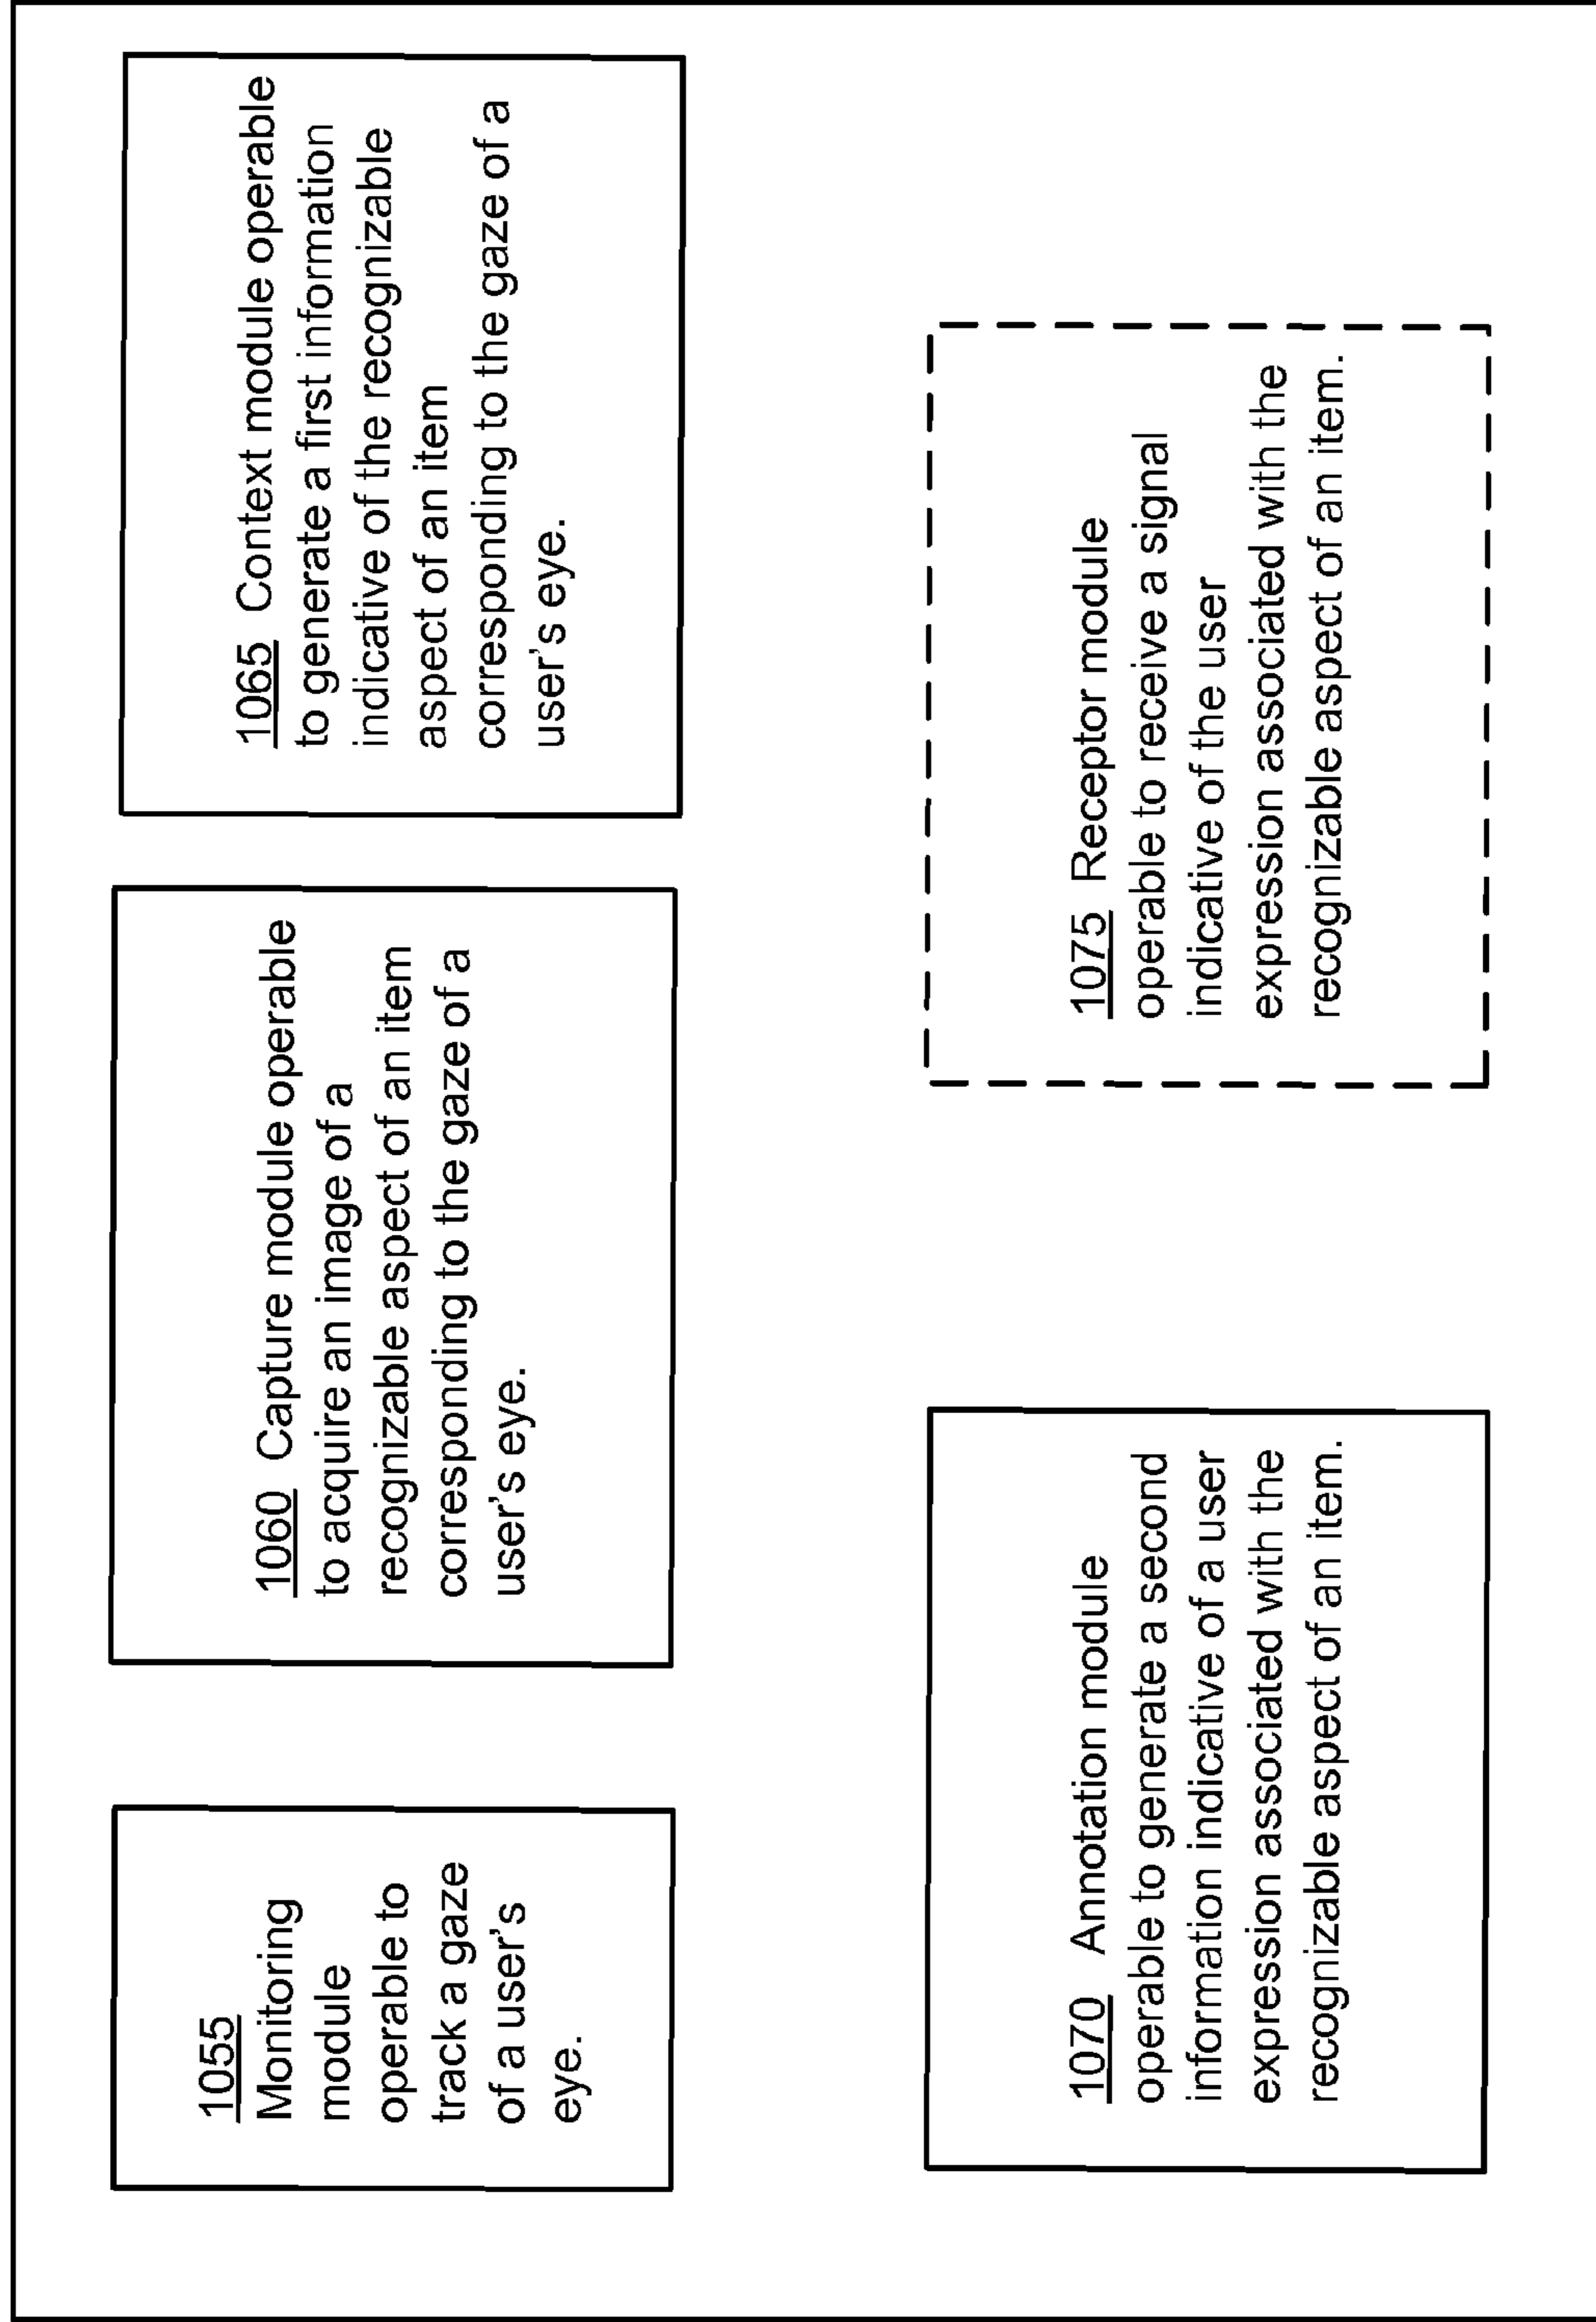 1055
Monitoring
module
operable to
track a gaze
of a user's
eye.
1060 Capture module operable
to acquire an image of a
recognizable aspect of an item
corresponding to the gaze of a
user's eye.
1065 Context module operable
to generate a first information
indicative of the recognizable
aspect of an item
corresponding to the gaze of a
user's eye.
1070 Annotation module
operable to generate a second
information indicative of a user
expression associated with the
recognizable aspect of an item.
1075 Receptor module
operable to receive a signal
indicative of the user
expression associated with the
recognizable aspect of an item.